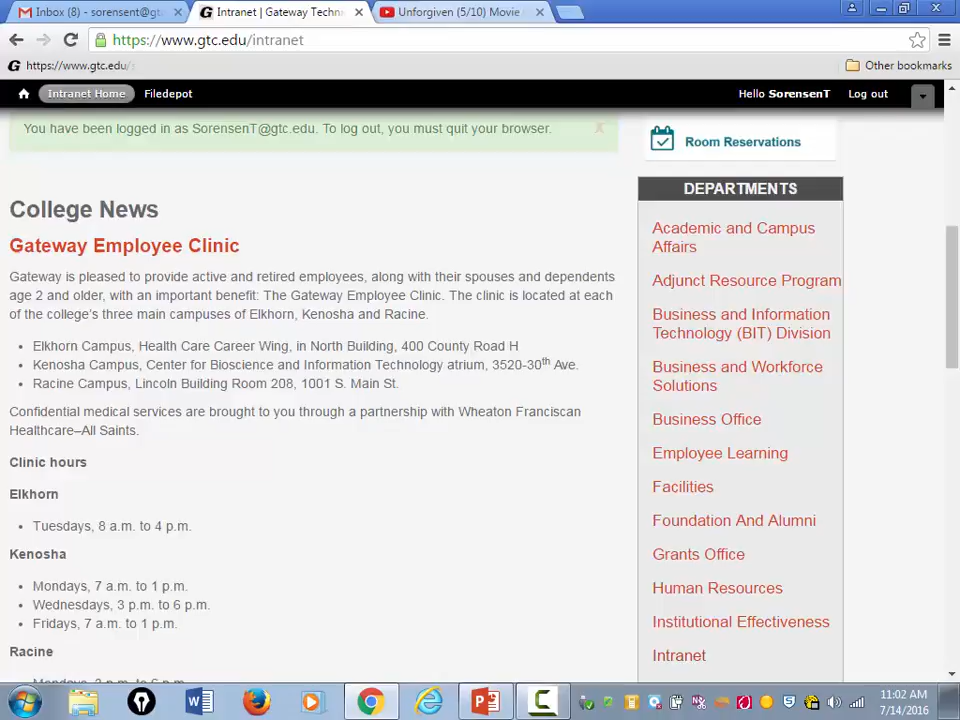 Inbox (8) - sorensent@gt
Intranet | Gateway Techn
Unforgiven (5/10) Movie
https://www.gtc.edu/intranet
https://www.gtc.edu/
Other bookmarks
Intranet Home
Filedepot
Hello SorensenT
Log out
You have been logged in as SorensenT@gtc.edu. To log out, you must quit your browser.
X
Room Reservations
College News
Gateway Employee Clinic
Gateway is pleased to provide active and retired employees, along with their spouses and dependents
age 2 and older, with an important benefit: The Gateway Employee Clinic. The clinic is located at each
of the college's three main campuses of Elkhorn, Kenosha and Racine.
• Elkhorn Campus, Health Care Career Wing, in North Building, 400 County Road H
• Kenosha Campus, Center for Bioscience and Information Technology atrium, 3520-30th Ave.
• Racine Campus, Lincoln Building Room 208, 1001 S. Main St.
Confidential medical services are brought to you through a partnership with Wheaton Franciscan
Healthcare–All Saints.
Clinic hours
Elkhorn
• Tuesdays, 8 a.m. to 4 p.m.
Kenosha
• Mondays, 7 a.m. to 1 p.m.
• Wednesdays, 3 p.m. to 6 p.m.
• Fridays, 7 a.m. to 1 p.m.
Racine
DEPARTMENTS
Academic and Campus
Affairs
Adjunct Resource Program
Business and Information
Technology (BIT) Division
Business and Workforce
Solutions
Business Office
Employee Learning
Facilities
Foundation And Alumni
Grants Office
Human Resources
Institutional Effectiveness
Intranet
11:02 AM
7/14/2016